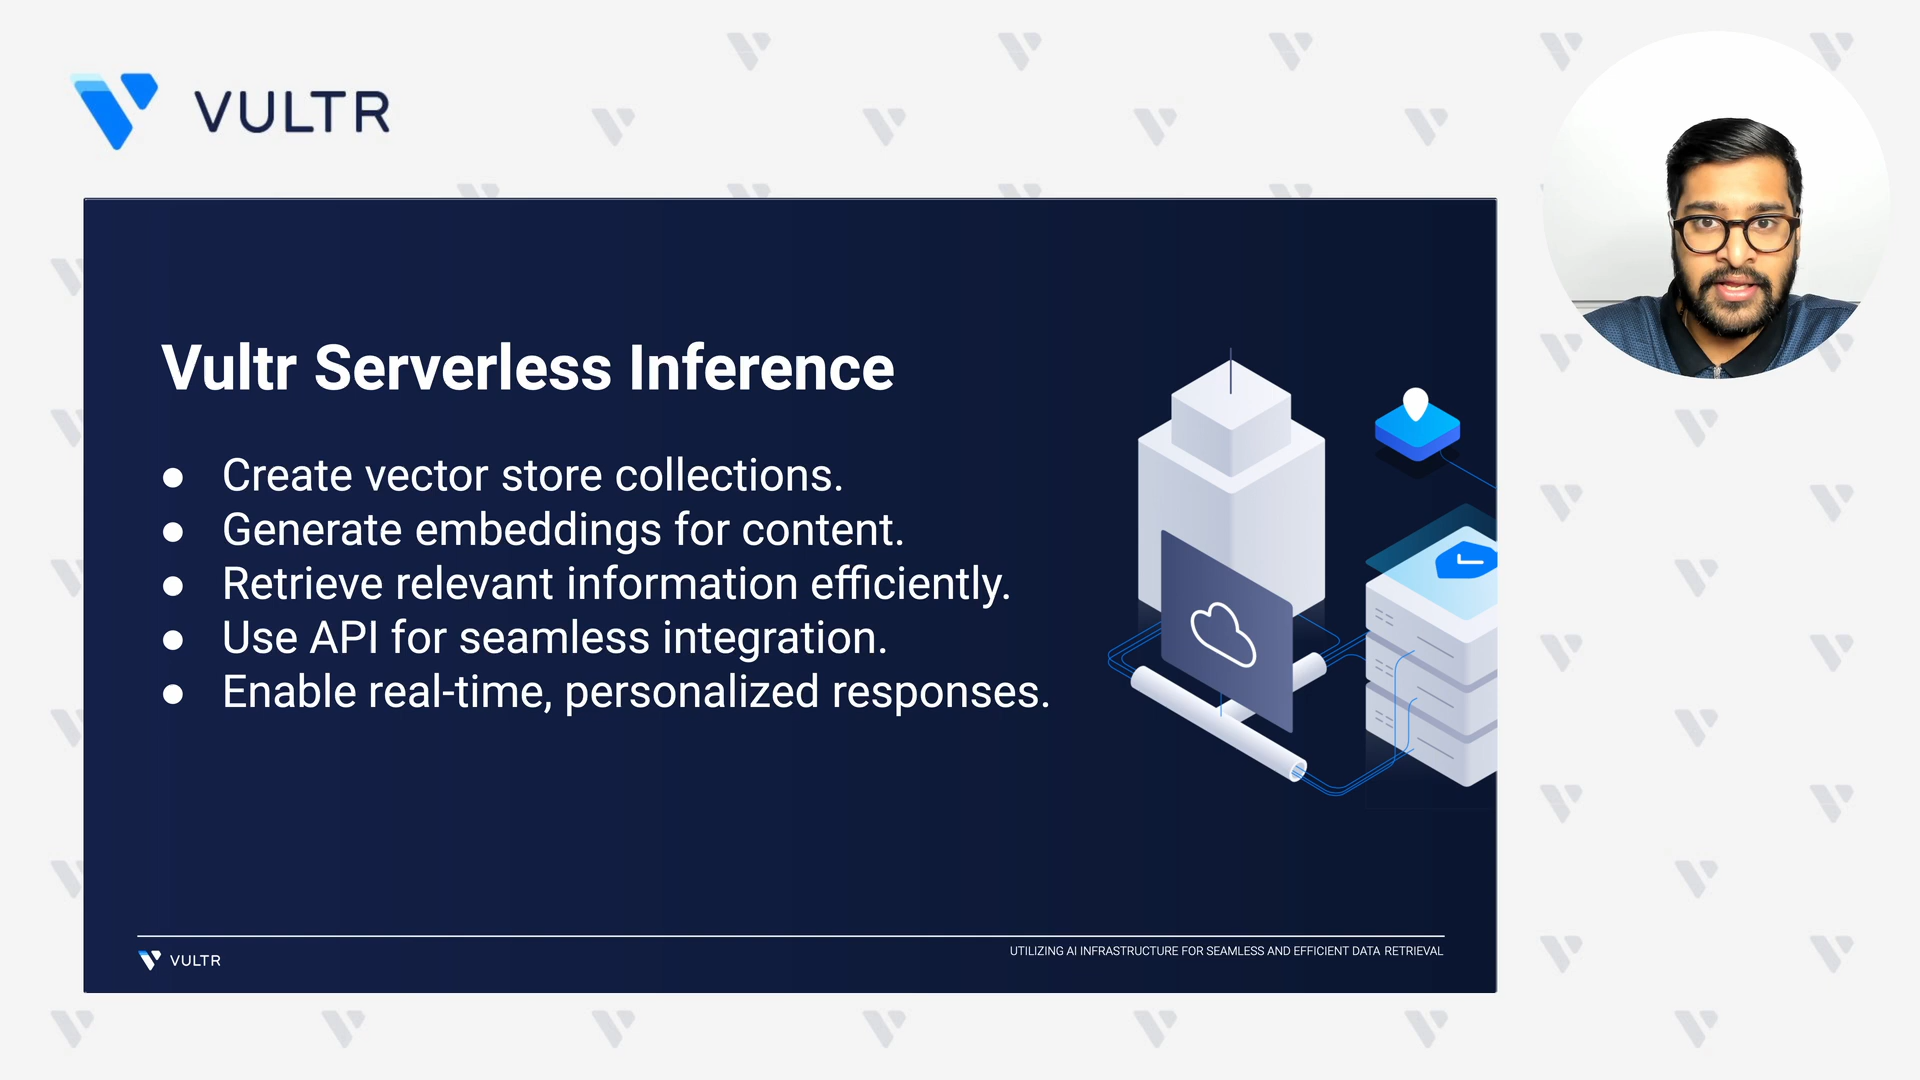 VULTR
Vultr Serverless Inference
● Create vector store collections.
● Generate embeddings for content.
● Retrieve relevant information efficiently.
● Use API for seamless integration.
● Enable real-time, personalized responses.
VULTR
UTILIZING AI INFRASTRUCTURE FOR SEAMLESS AND EFFICIENT DATA RETRIEVAL